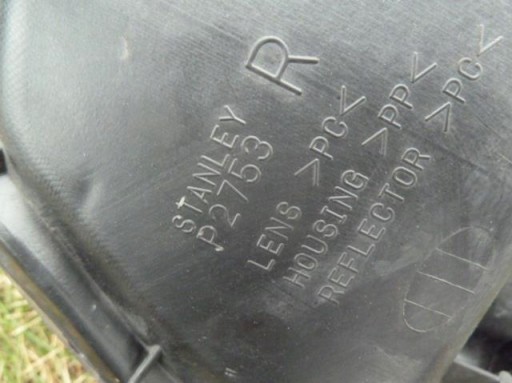 R
STANLEY
P2753
LENS >PC<
HOUSING >PP<
REFLECTOR >PC<